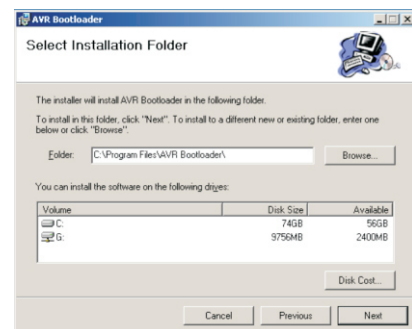 AVR Bootloader
Select Installation Folder
The installer will install AVR Bootloader in the following folder.
To install in this folder, click "Next". To install to a different new or existing folder, enter one
below or click "Browse".
Folder:
C:\Program Files\AVR Bootloader\
Browse...
You can install the software on the following drives:
Volume Disk Size Available
C: 74GB 56GB
G: 9756MB 2400MB
Disk Cost...
Cancel Previous Next